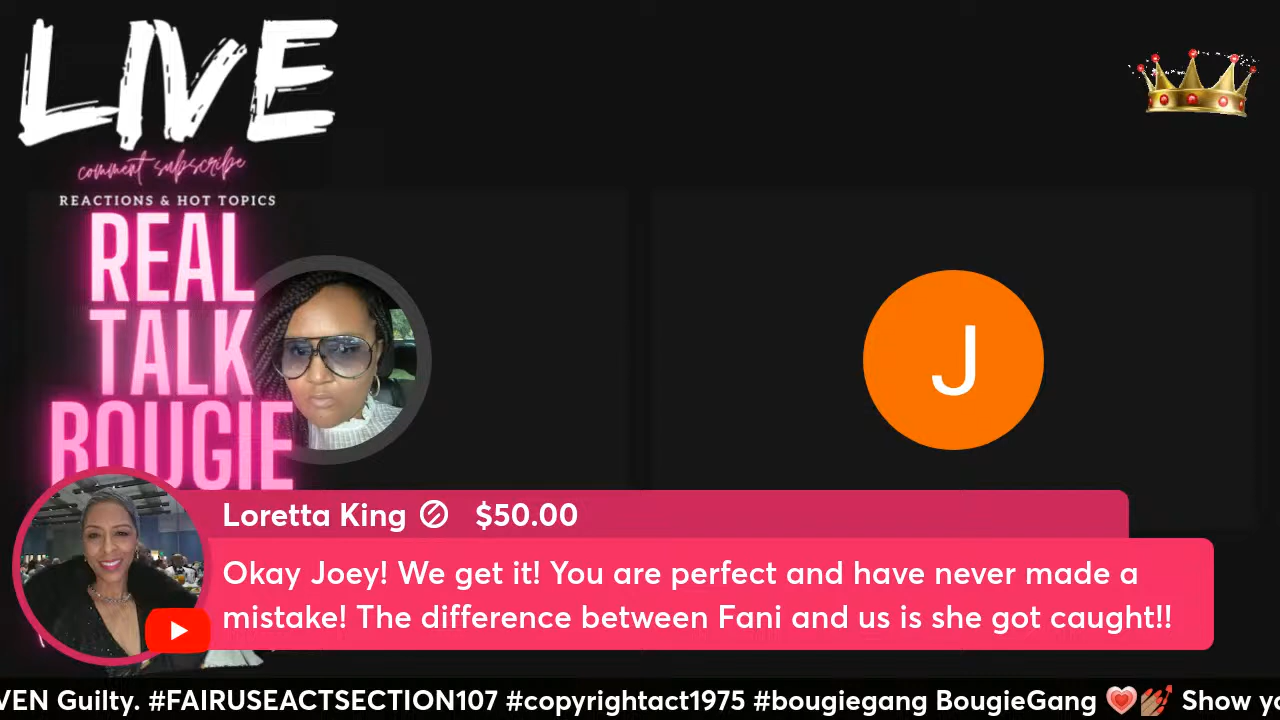 LIVE
comment subscribe
REACTIONS & HOT TOPICS
REAL
TALK
BOUGIE
J
Loretta King $50.00
Okay Joey! We get it! You are perfect and have never made a
mistake! The difference between Fani and us is she got caught!!
VEN Guilty. #FAIRUSEACTSECTION107 #copyrightact1975 #bougiegang BougieGang 💗💅🏾 Show yo